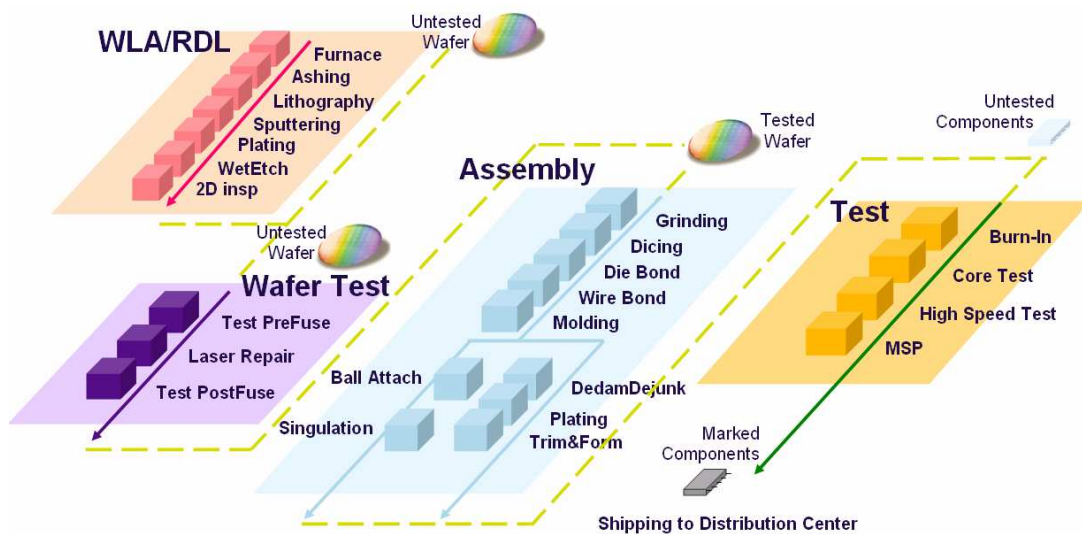 WLA/RDL
Furnace
Ashing
Lithography
Sputtering
Plating
WetEtch
2D insp
Untested
Wafer
Untested
Wafer
Wafer Test
Test PreFuse
Laser Repair
Test PostFuse
Tested
Wafer
Assembly
Grinding
Dicing
Die Bond
Wire Bond
Molding
Ball Attach
Singulation
DedamDejunk
Plating
Trim&Form
Untested
Components
Test
Burn-In
Core Test
High Speed Test
MSP
Marked
Components
Shipping to Distribution Center